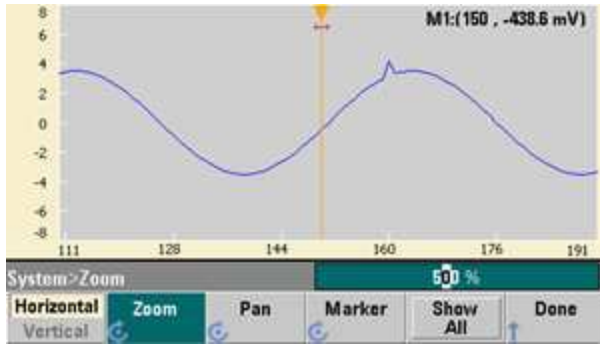 8
M1:(150 , -438.6 mV)
6
4
2
0
-2
-4
-6
-8
111 128 144 160 176 191
System>Zoom 500 %
Horizontal Zoom Pan Marker Show All Done
Vertical